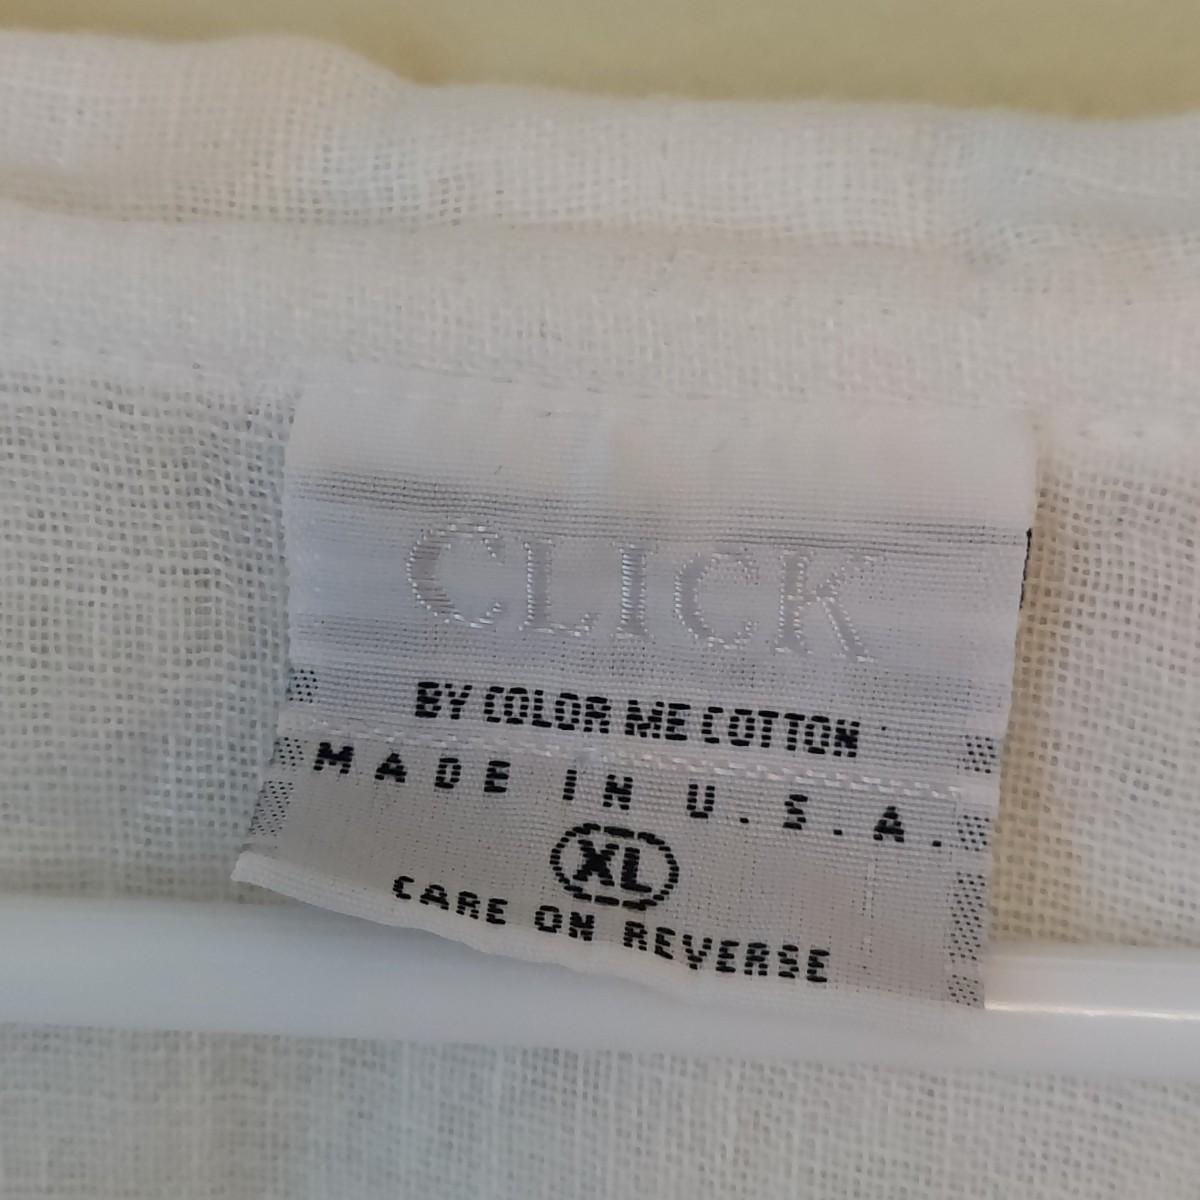 CLICK
BY COLOR ME COTTON
MADE IN U.S.A.
XL
CARE ON REVERSE